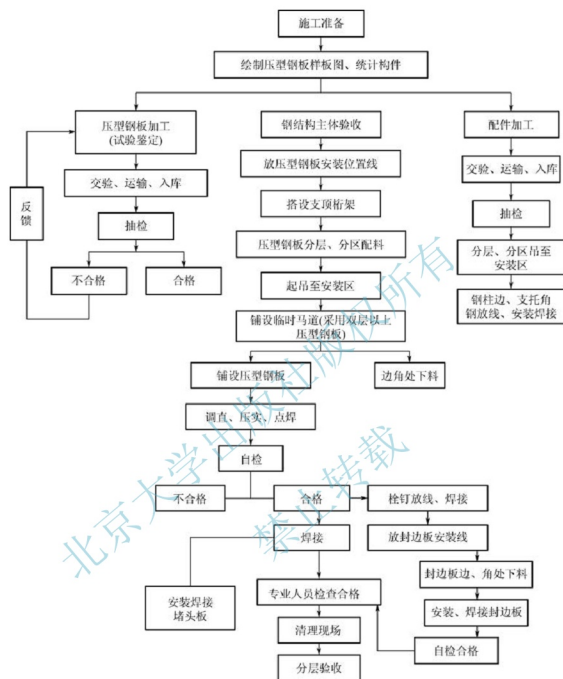 施工准备
绘制压型钢板样板图、统计构件
压型钢板加工
(试验鉴定)
钢结构主体验收
配件加工
交验、运输、入库
放压型钢板安装位置线
交验、运输、入库
反
馈
抽检
搭设支顶桁架
抽检
不合格
合格
压型钢板分层、分区配料
分层、分区吊至
安装区
起吊至安装区
钢柱边、支托角
钢放线、安装焊接
铺设临时马道(采用双层以上
压型钢板)
铺设压型钢板
边角处下料
调直、压实、点焊
自检
不合格
合格
栓钉放线、焊接
焊接
放封边板安装线
封边板边、角处下料
安装焊接
堵头板
专业人员检查合格
安装、焊接封边板
清理现场
自检合格
分层验收
北京大学出版社版权所有
禁止转载